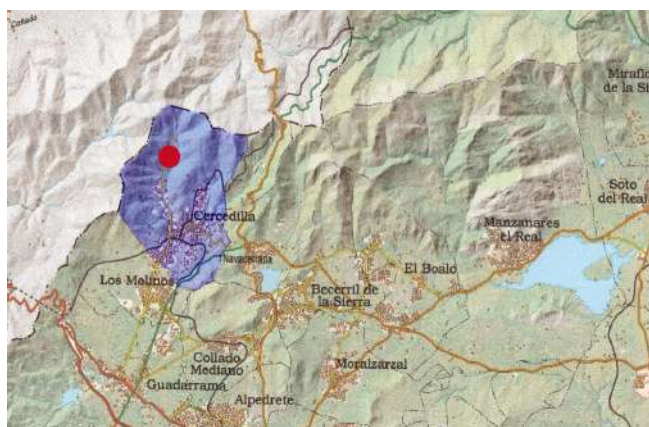 Cañada
Miraflo
de la Si
Soto
del Real
Cercedilla
Manzanares
el Real
Navacerrada
El Boalo
Los Molinos
Becerril de
la Sierra
Collado
Mediano
Moralzarzal
Guadarrama
Alpedrete